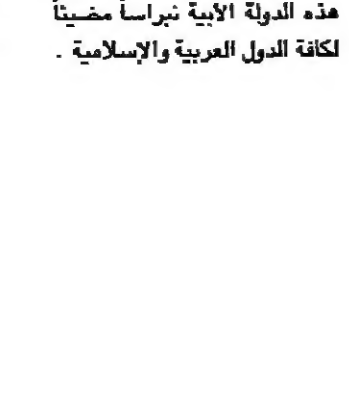 هذه الدولة الأبية نبراساً مضيئاً
لكافة الدول العربية والإسلامية .